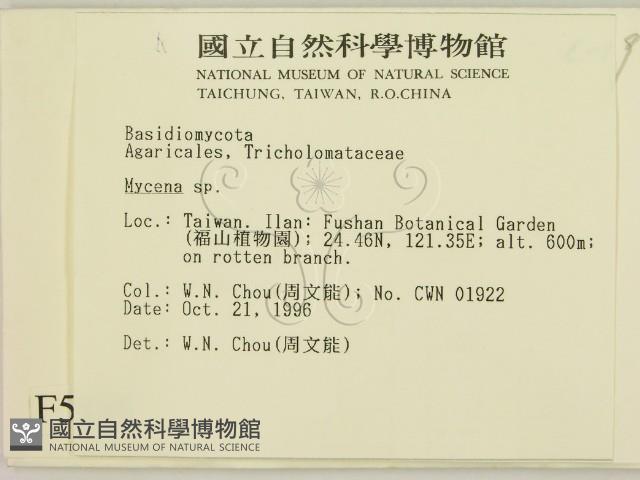 國立自然科學博物館
NATIONAL MUSEUM OF NATURAL SCIENCE
TAICHUNG, TAIWAN, R.O.CHINA
Basidiomycota
Agaricales, Tricholomataceae
Mycena sp.
Loc.: Taiwan. Ilan: Fushan Botanical Garden
(福山植物園); 24.46N, 121.35E; alt. 600m;
on rotten branch.
Col.: W.N. Chou(周文能); No. CWN 01922
Date: Oct. 21, 1996
Det.: W.N. Chou(周文能)
F5
國立自然科學博物館
NATIONAL MUSEUM OF NATURAL SCIENCE